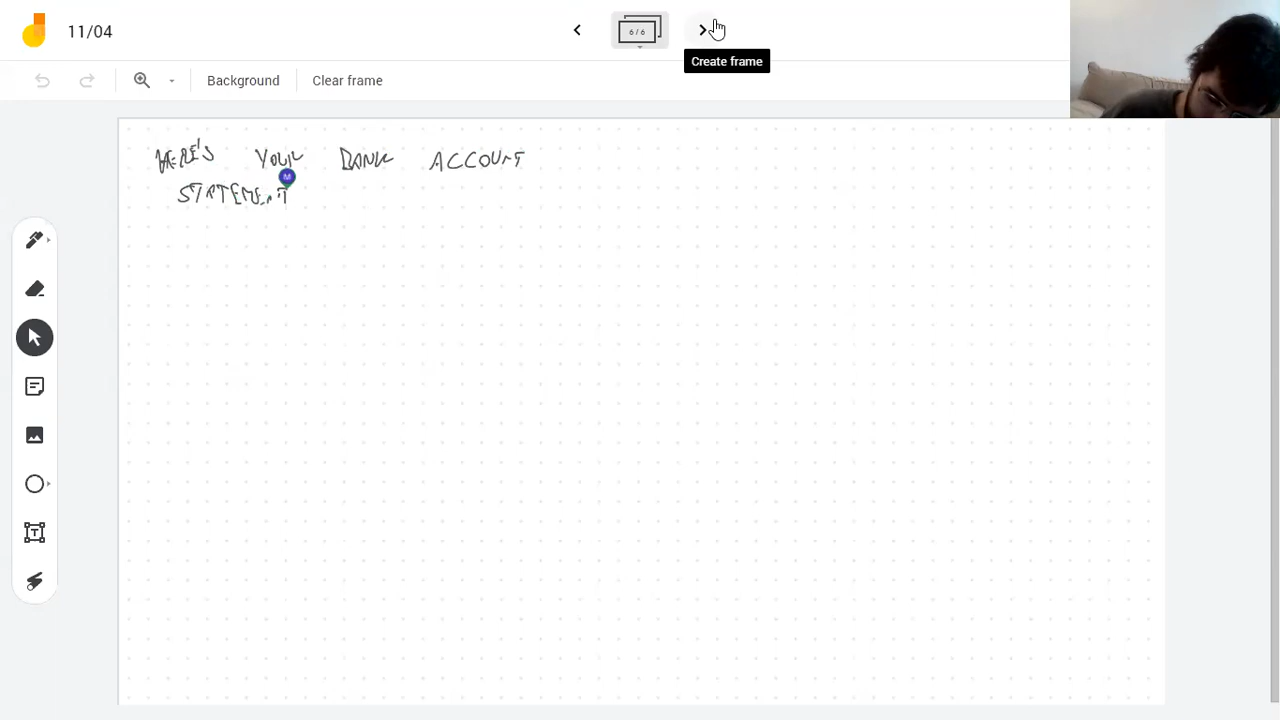 11/04
6 / 6
Create frame
Background
Clear frame
HERE'S YOUR BANK ACCOUNT
M
STATEMENT